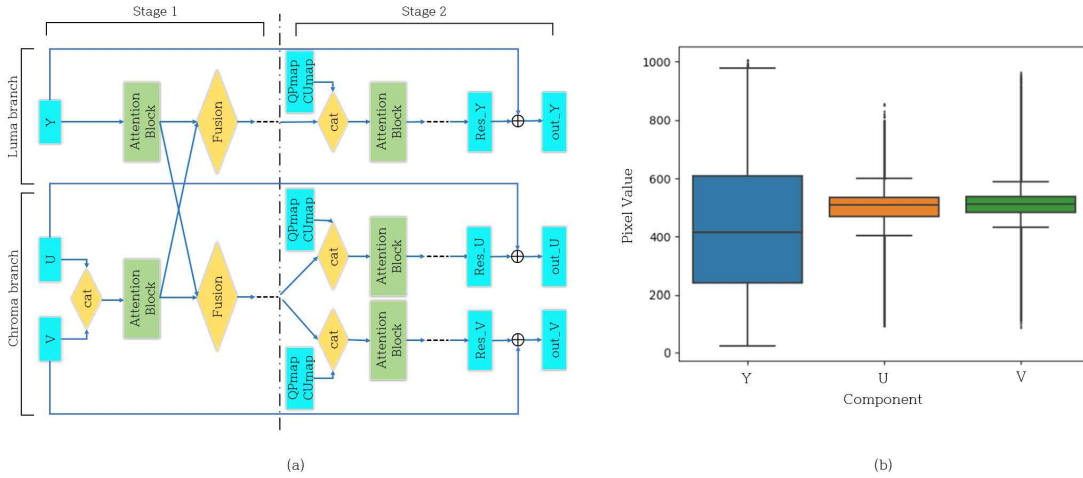 Stage 1
Stage 2
Luma branch
Y
Attention
Block
Fusion
QPmap
CUmap
cat
Attention
Block
Res_Y
out_Y
Chroma branch
U
V
cat
Attention
Block
Fusion
QPmap
CUmap
cat
Attention
Block
Res_U
out_U
QPmap
CUmap
cat
Attention
Block
Res_V
out_V
(a)
Pixel Value
1000
800
600
400
200
0
Y
U
V
Component
(b)